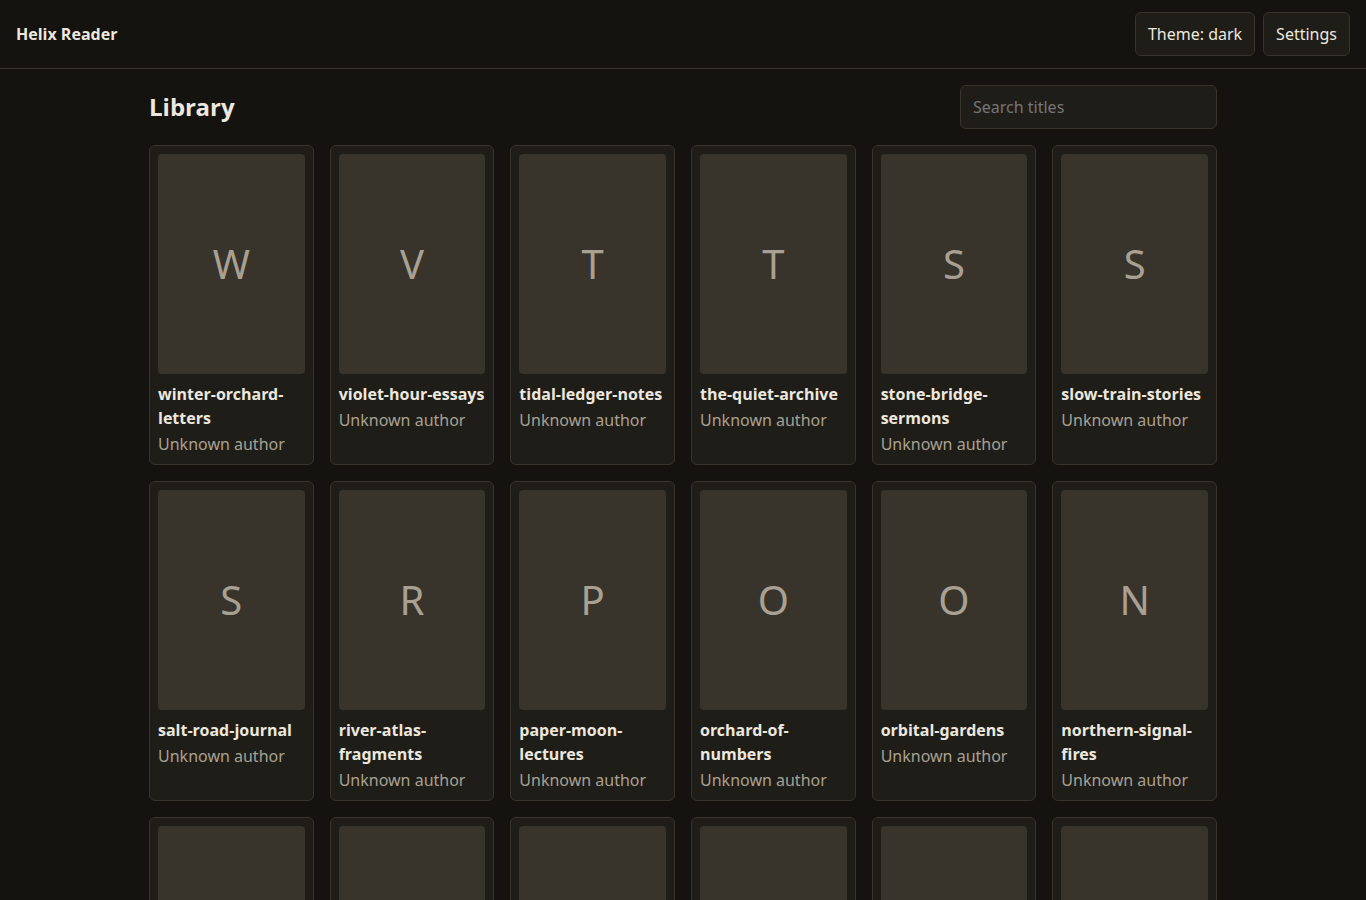 Helix Reader
Theme: dark
Settings
Library
Search titles
W
V
T
T
S
S
winter-orchard-
letters
Unknown author
violet-hour-essays
Unknown author
tidal-ledger-notes
Unknown author
the-quiet-archive
Unknown author
stone-bridge-
sermons
Unknown author
slow-train-stories
Unknown author
S
R
P
O
O
N
salt-road-journal
Unknown author
river-atlas-
fragments
Unknown author
paper-moon-
lectures
Unknown author
orchard-of-
numbers
Unknown author
orbital-gardens
Unknown author
northern-signal-
fires
Unknown author